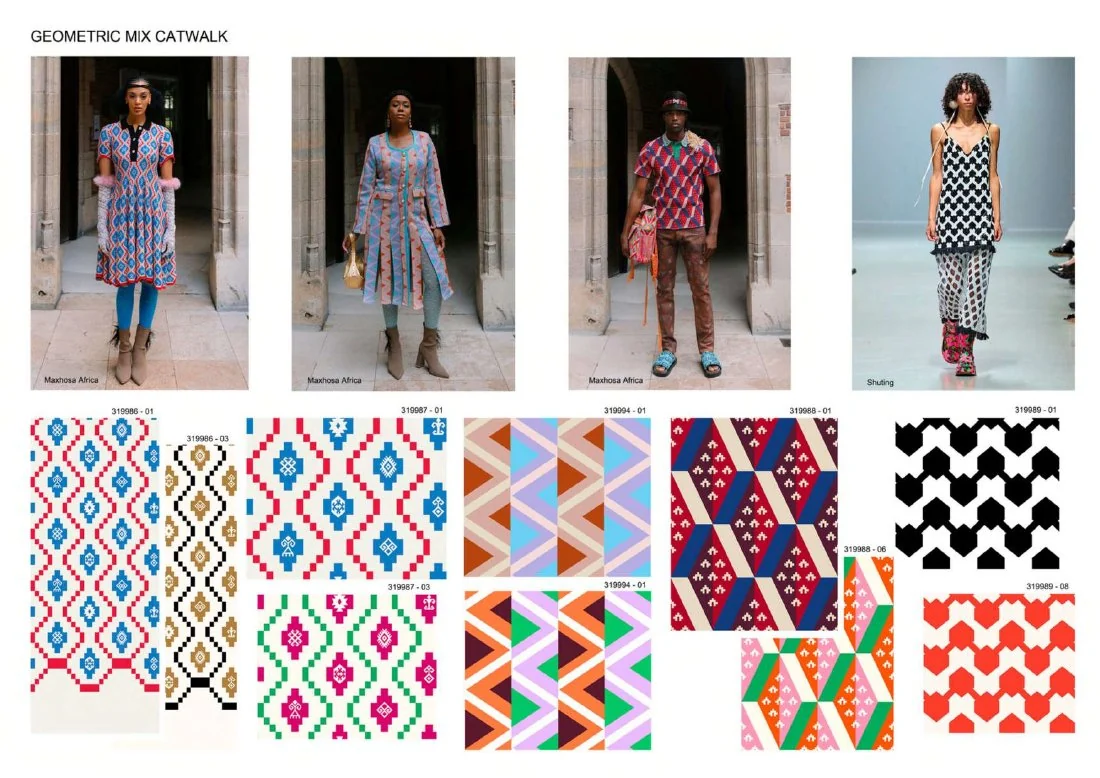 GEOMETRIC MIX CATWALK
Maxhosa Africa
Maxhosa Africa
Maxhosa Africa
Shuting
319986 - 01
319986 - 03
319987 - 01
319994 - 01
319988 - 01
319989 - 01
319988 - 06
319987 - 03
319994 - 01
319989 - 08